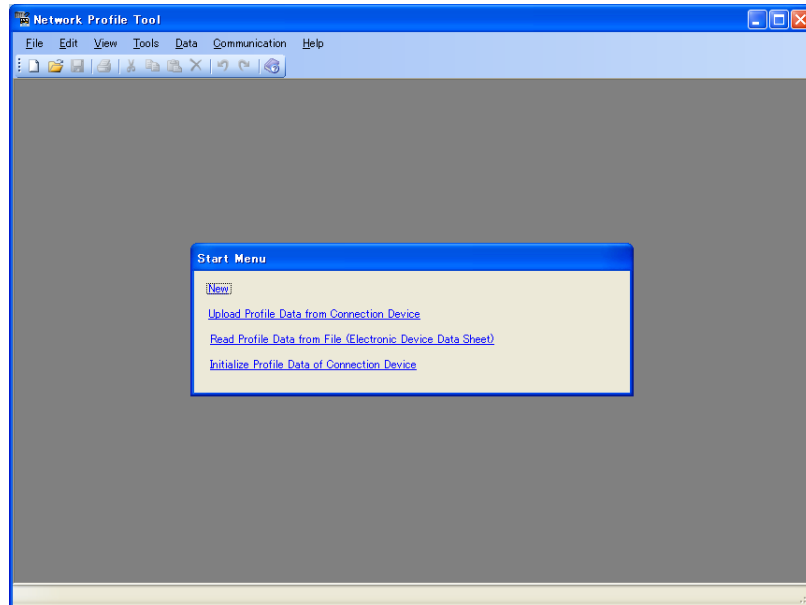 Network Profile Tool
File Edit View Tools Data Communication Help
Start Menu
New
Upload Profile Data from Connection Device
Read Profile Data from File (Electronic Device Data Sheet)
Initialize Profile Data of Connection Device